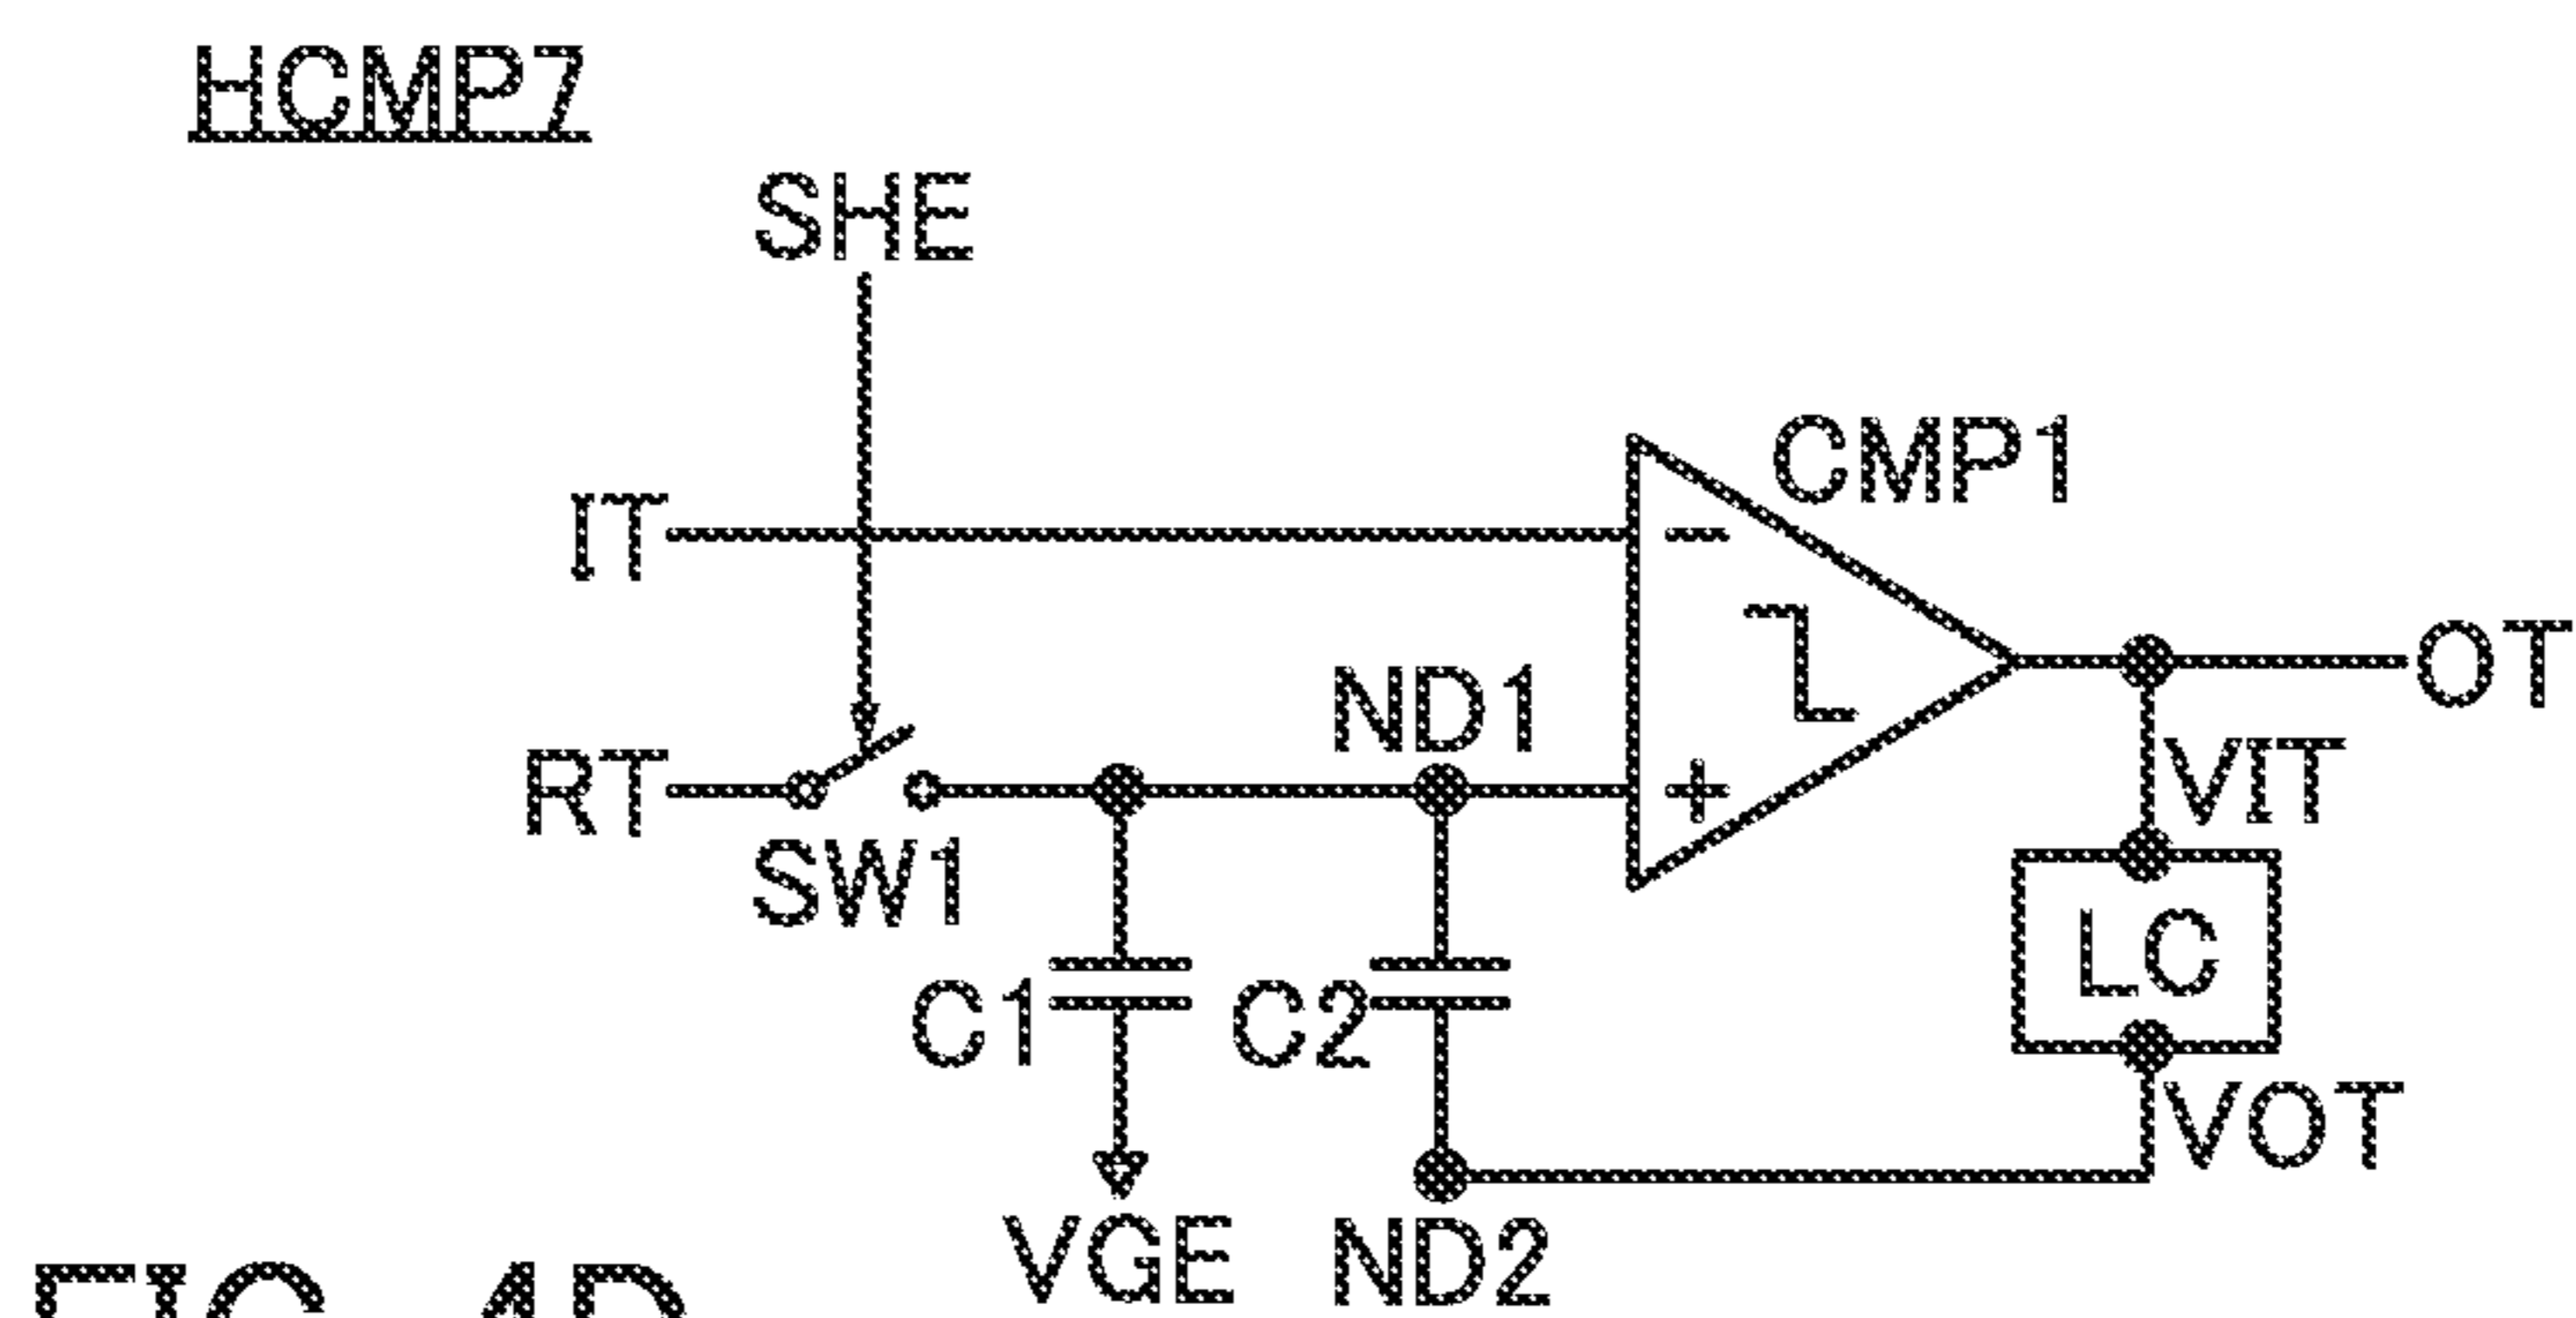 HCMP7
SHE
CMP1
IT
-
OT
ND1
VIT
RT
+
SW1
LC
C1
C2
VOT
VGE
ND2